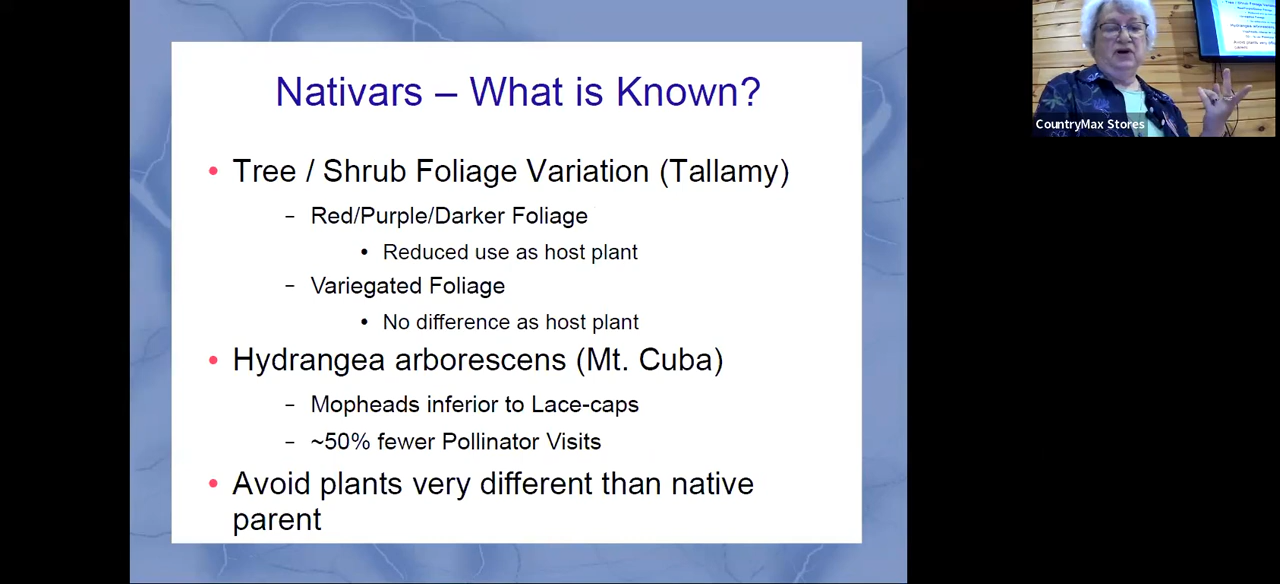 Nativars – What is Known?
• Tree / Shrub Foliage Variation (Tallamy)
– Red/Purple/Darker Foliage
• Reduced use as host plant
– Variegated Foliage
• No difference as host plant
• Hydrangea arborescens (Mt. Cuba)
– Mopheads inferior to Lace-caps
– ~50% fewer Pollinator Visits
• Avoid plants very different than native
parent
CountryMax Stores